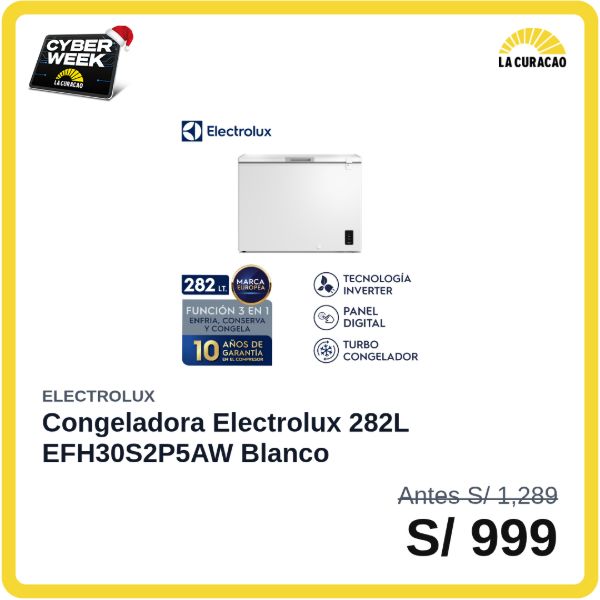 CYBER
WEEK
LA CURACAO
LA CURACAO
Electrolux
282 LT.
MARCA
EUROPEA
FUNCIÓN 3 EN 1
ENFRIA, CONSERVA
Y CONGELA
10 AÑOS DE
GARANTÍA
EN EL COMPRESOR
TECNOLOGÍA
INVERTER
PANEL
DIGITAL
TURBO
CONGELADOR
ELECTROLUX
Congeladora Electrolux 282L
EFH30S2P5AW Blanco
Antes S/ 1,289
S/ 999